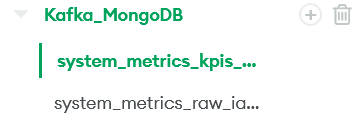 Kafka_MongoDB
system_metrics_kpis_...
system_metrics_raw_ia...